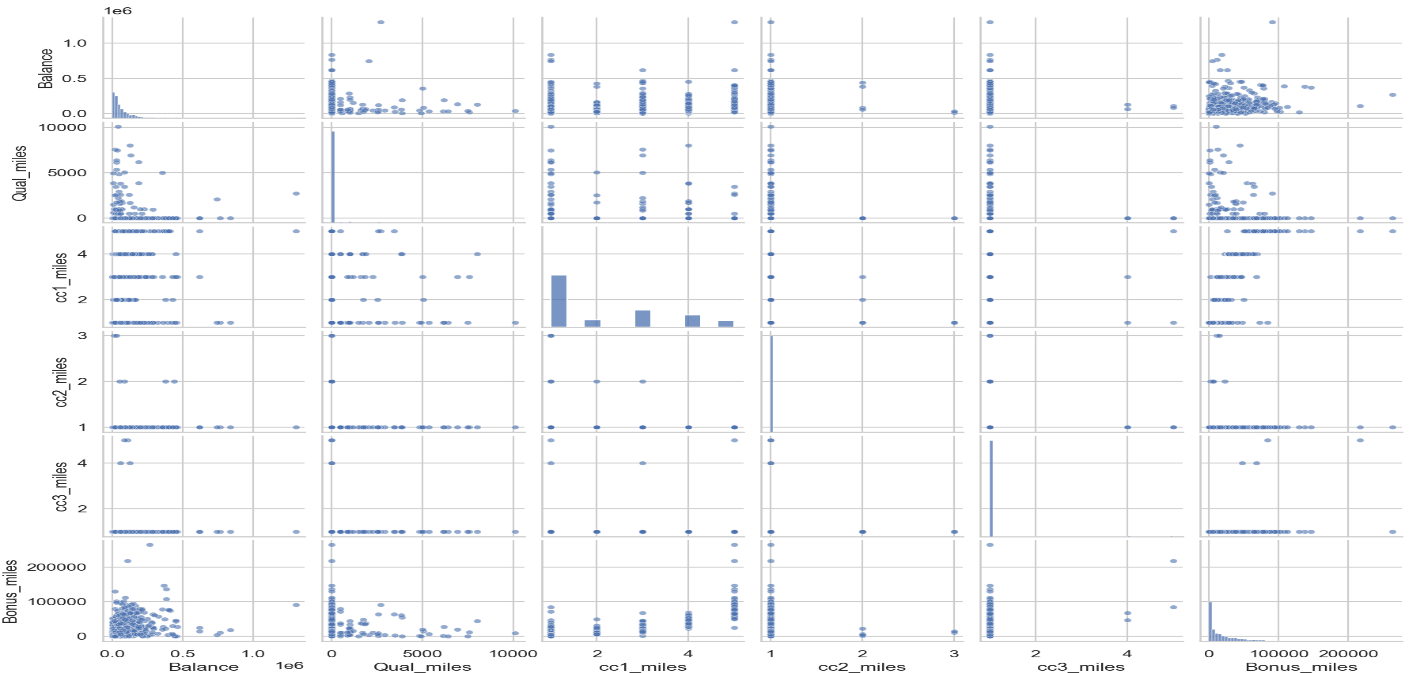 1e6
Balance
1.0
0.5
0.0
Qual_miles
10000
5000
0
cc1_miles
4
2
cc2_miles
3
2
1
cc3_miles
4
2
Bonus_miles
200000
100000
0
0.0 0.5 1.0 0 5000 10000 2 4 1 2 3 2 4 0 100000 200000
Balance 1e6 Qual_miles cc1_miles cc2_miles cc3_miles Bonus_miles